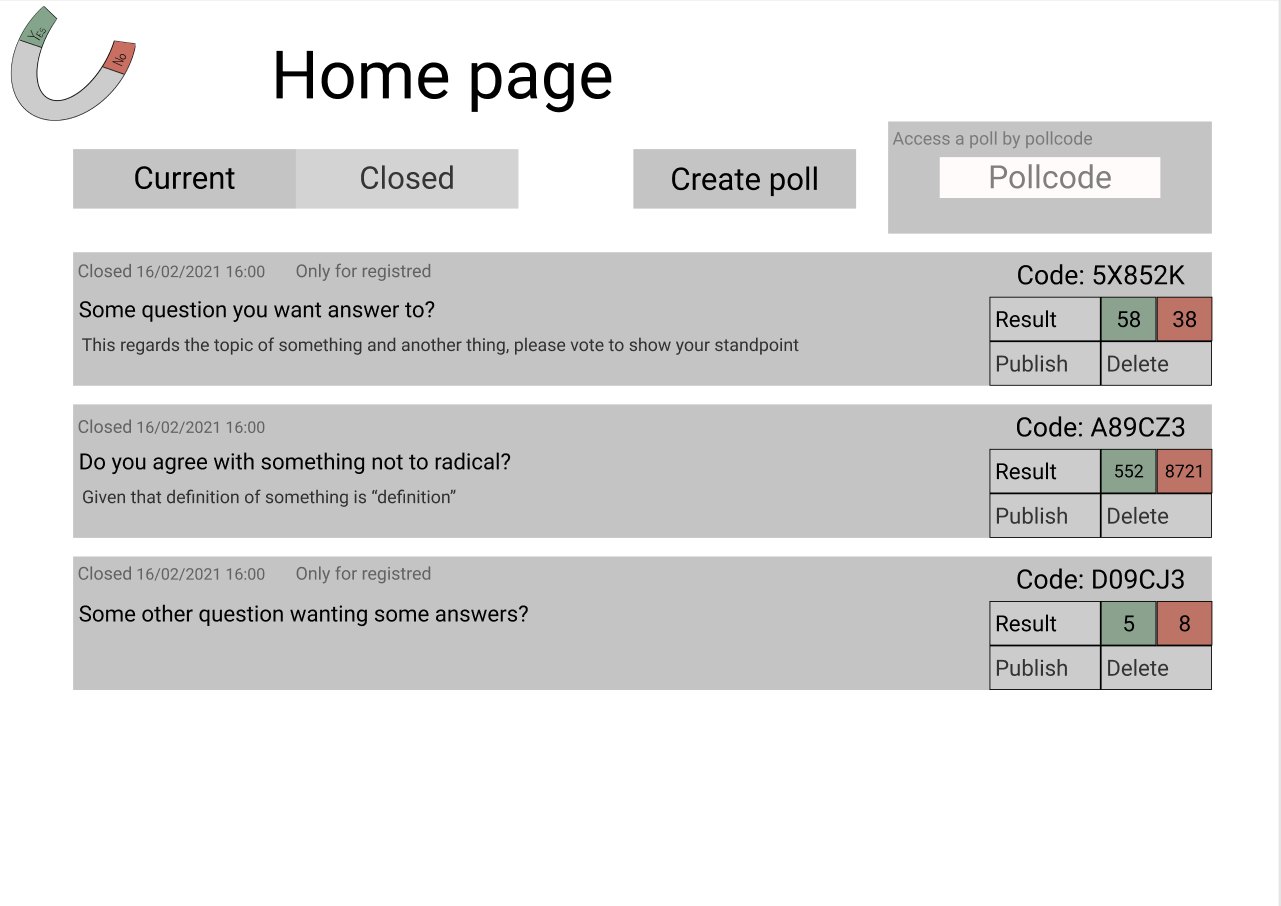 Yes
No
Home page
Access a poll by pollcode
Current
Closed
Create poll
Pollcode
Closed 16/02/2021 16:00 Only for registred
Code: 5X852K
Some question you want answer to?
Result 58 38
This regards the topic of something and another thing, please vote to show your standpoint
Publish Delete
Closed 16/02/2021 16:00
Code: A89CZ3
Do you agree with something not to radical?
Result 552 8721
Given that definition of something is “definition”
Publish Delete
Closed 16/02/2021 16:00 Only for registred
Code: D09CJ3
Some other question wanting some answers?
Result 5 8
Publish Delete